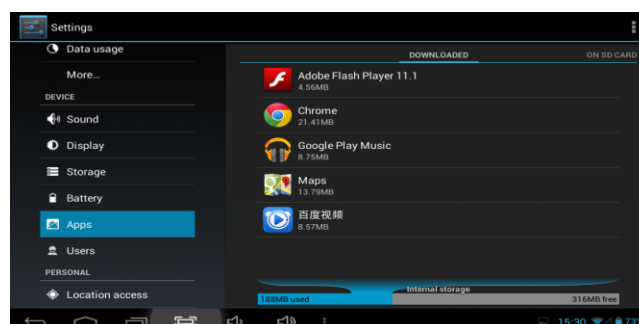 Settings
Data usage
More...
DEVICE
Sound
Display
Storage
Battery
Apps
Users
PERSONAL
Location access
DOWNLOADED
ON SD CARD
Adobe Flash Player 11.1
4.56MB
Chrome
21.41MB
Google Play Music
8.75MB
Maps
13.79MB
百度视频
8.57MB
Internal storage
188MB used
316MB free
15:30
73%